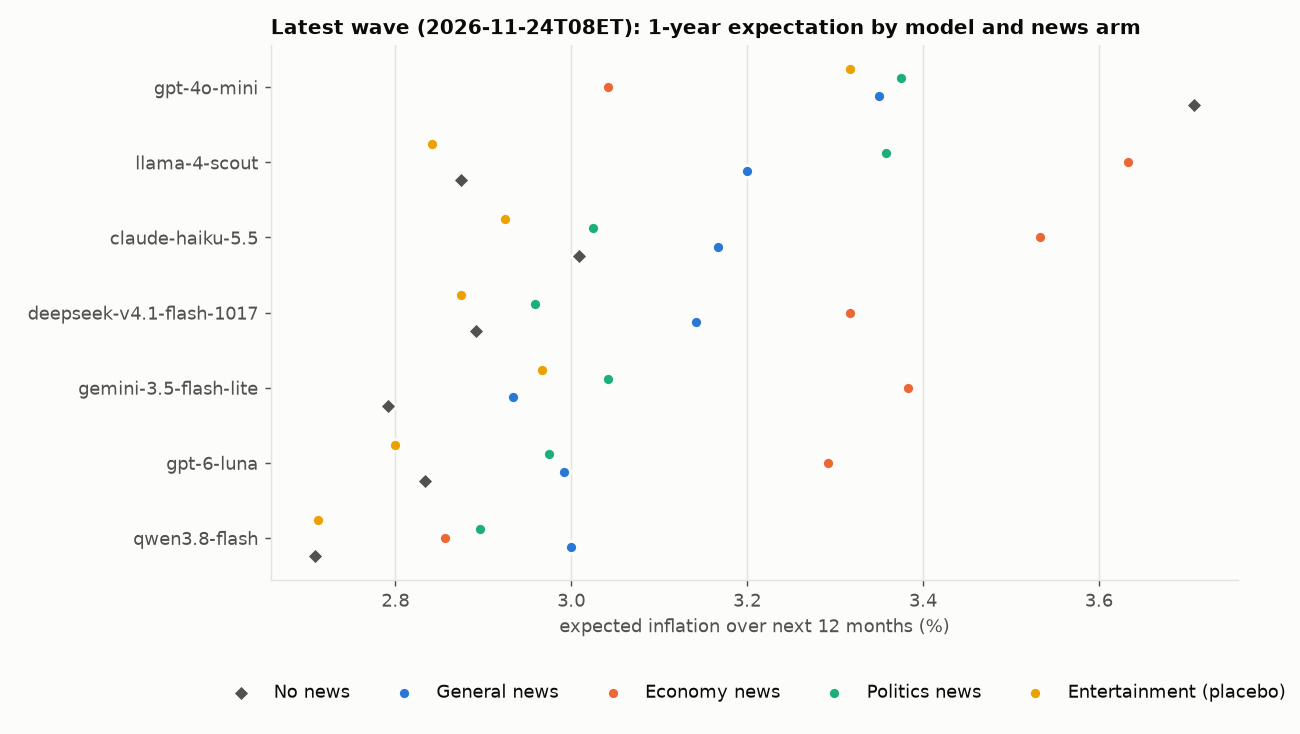 Latest wave (2026-11-24T08ET): 1-year expectation by model and news arm
gpt-4o-mini
llama-4-scout
claude-haiku-5.5
deepseek-v4.1-flash-1017
gemini-3.5-flash-lite
gpt-6-luna
qwen3.8-flash
2.8 3.0 3.2 3.4 3.6
expected inflation over next 12 months (%)
No news General news Economy news Politics news Entertainment (placebo)